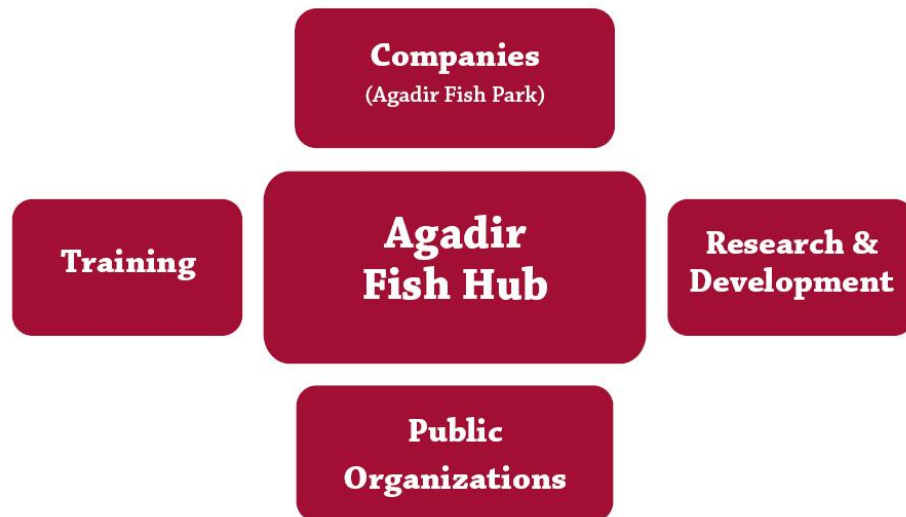 Companies
(Agadir Fish Park)
Training
Agadir
Fish Hub
Research &
Development
Public
Organizations